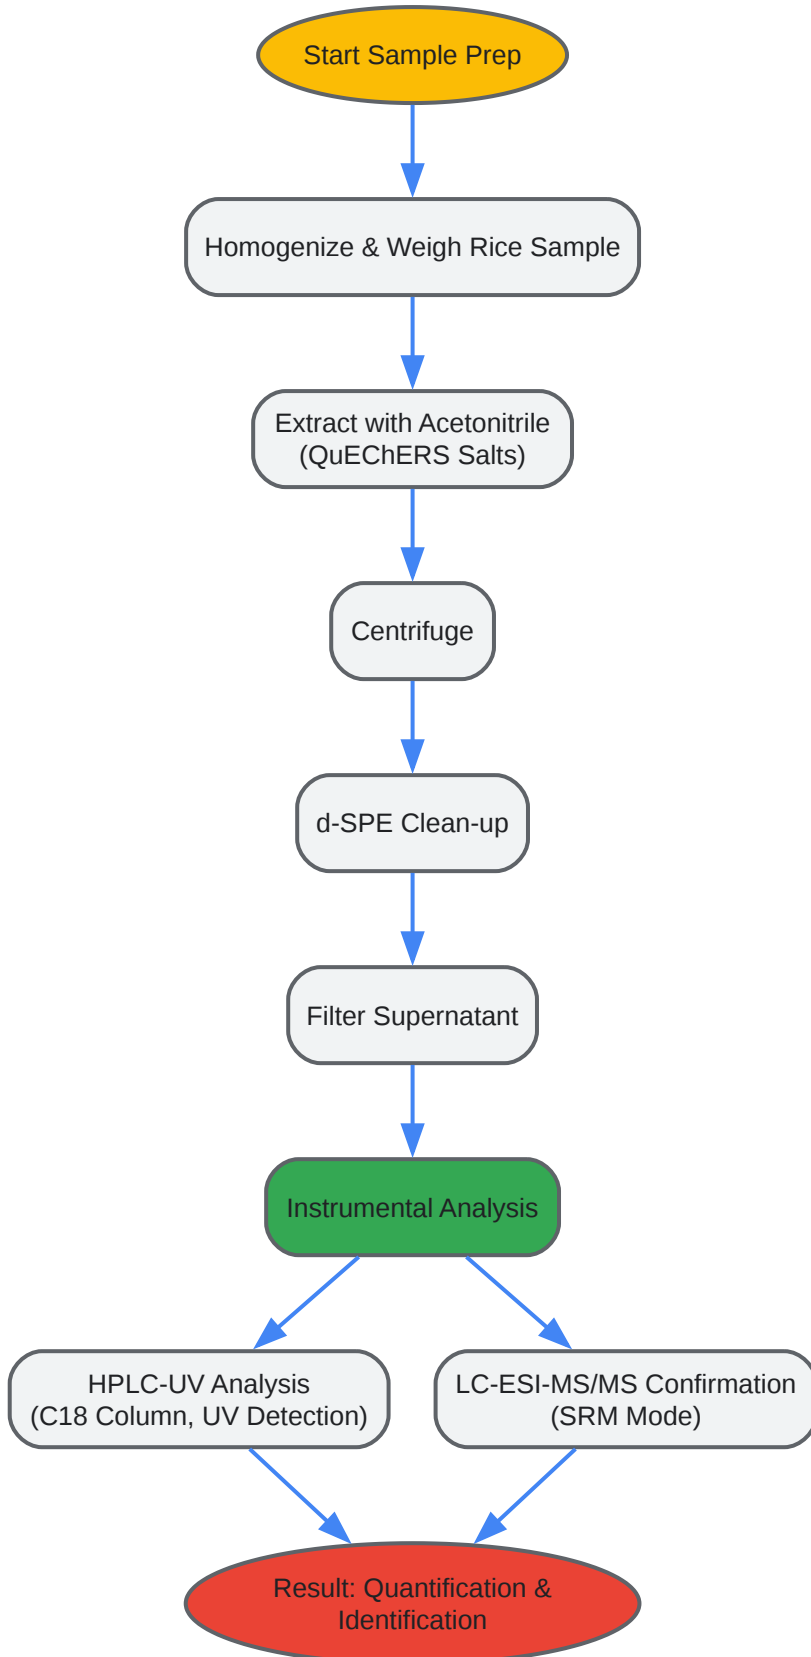 Start Sample Prep
Homogenize & Weigh Rice Sample
Extract with Acetonitrile
(QuEChERS Salts)
Centrifuge
d-SPE Clean-up
Filter Supernatant
Instrumental Analysis
HPLC-UV Analysis
(C18 Column, UV Detection)
LC-ESI-MS/MS Confirmation
(SRM Mode)
Result: Quantification &
Identification